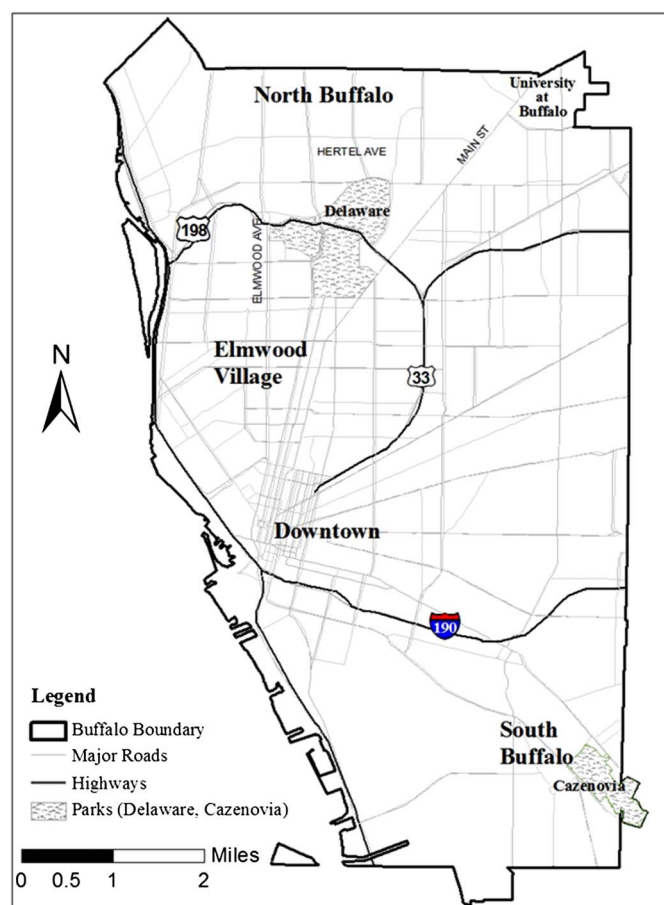 North Buffalo
University
at
Buffalo
HERTEL AVE
MAIN ST
Delaware
198
ELMWOOD AVE
Elmwood
Village
N
33
Downtown
190
Legend
Buffalo Boundary
Major Roads
Highways
Parks (Delaware, Cazenovia)
South
Buffalo
Cazenovia
Miles
0 0.5 1 2